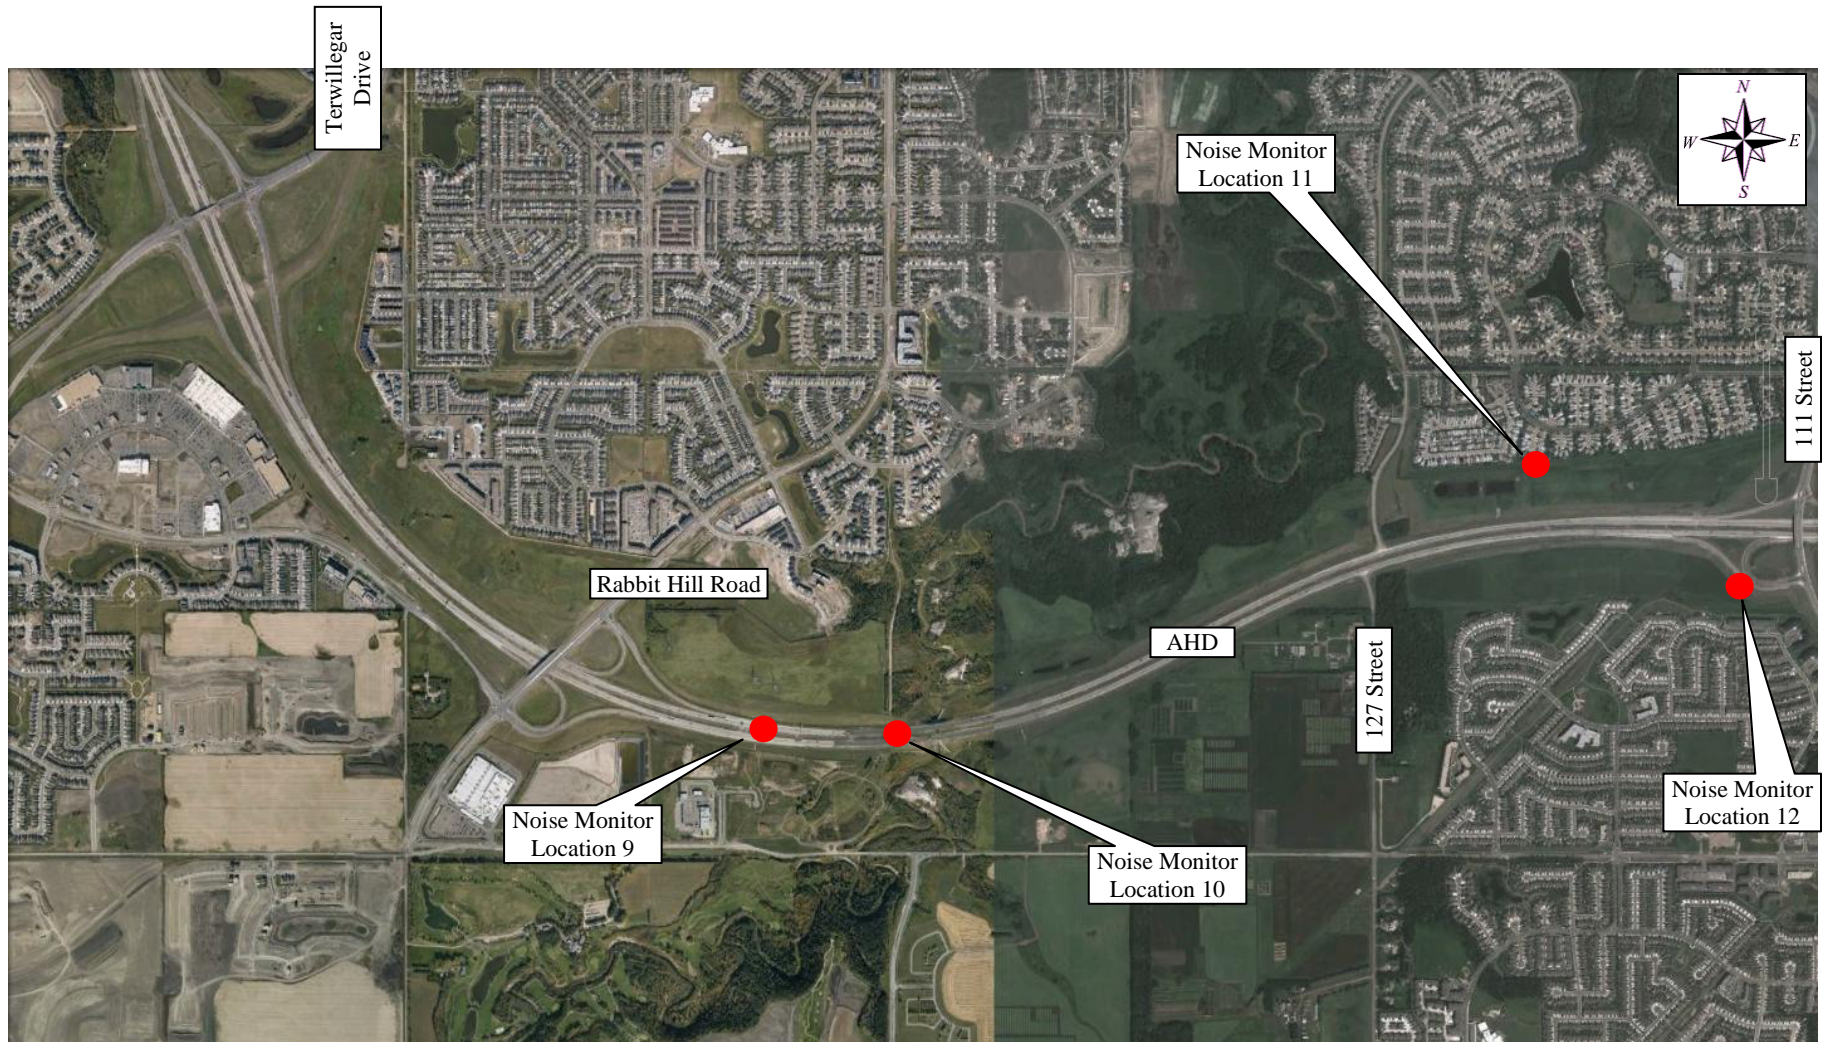 Terwillegar
Drive
N
W
E
S
Noise Monitor
Location 11
111 Street
Rabbit Hill Road
AHD
127 Street
Noise Monitor
Location 9
Noise Monitor
Location 10
Noise Monitor
Location 12